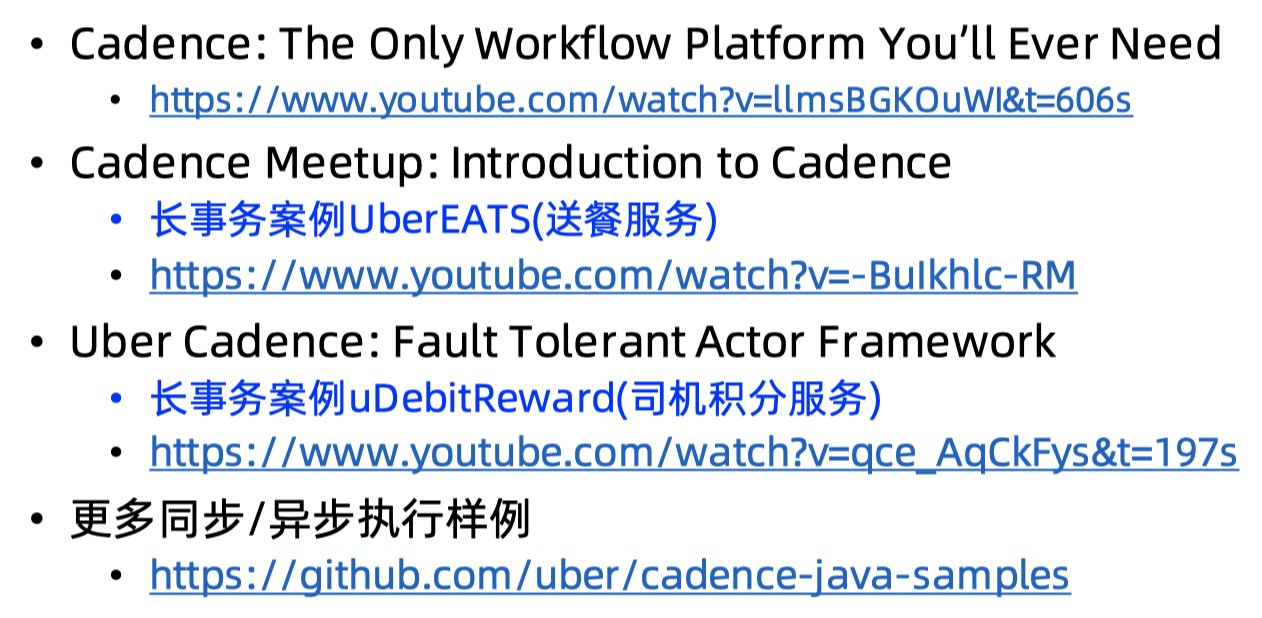 • Cadence: The Only Workflow Platform You’ll Ever Need
• https://www.youtube.com/watch?v=llmsBGKOuWI&t=606s
• Cadence Meetup: Introduction to Cadence
• 长事务案例UberEATS(送餐服务)
• https://www.youtube.com/watch?v=-BuIkhlc-RM
• Uber Cadence: Fault Tolerant Actor Framework
• 长事务案例uDebitReward(司机积分服务)
• https://www.youtube.com/watch?v=qce_AqCkFys&t=197s
• 更多同步/异步执行样例
• https://github.com/uber/cadence-java-samples